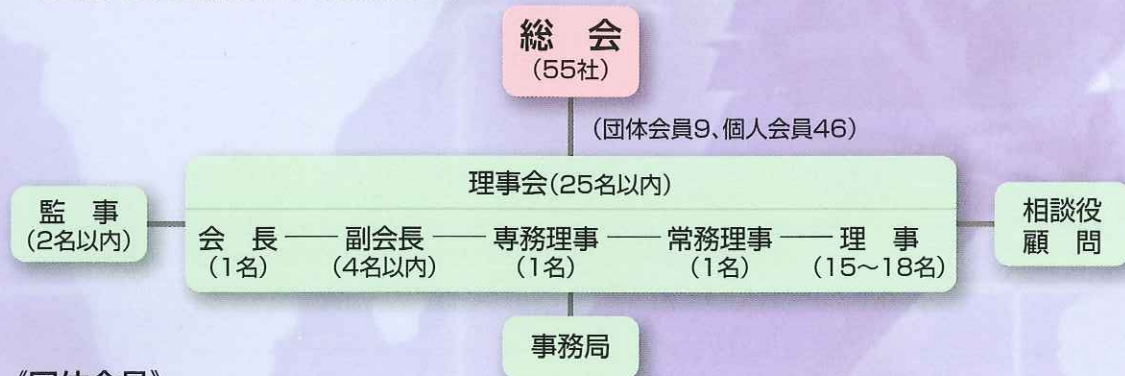 総 会
(55社)
(団体会員9、個人会員46)
理事会(25名以内)
監 事
(2名以内)
会 長 ―― 副会長 ―― 専務理事 ―― 常務理事 ―― 理 事
(1名) (4名以内) (1名) (1名) (15~18名)
相談役
顧 問
事務局